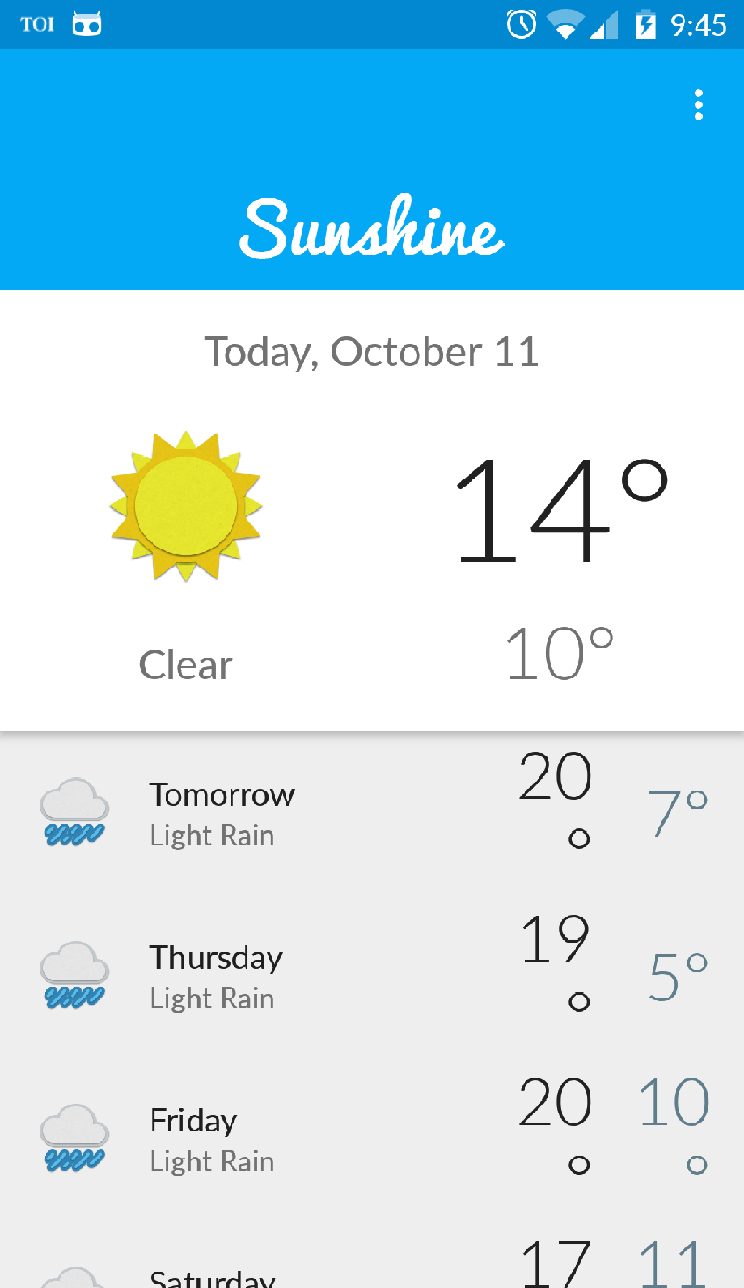 TOI 9:45
Sunshine
Today, October 11
14°
Clear 10°
Tomorrow 20° 7°
Light Rain
Thursday 19° 5°
Light Rain
Friday 20° 10°
Light Rain
Saturday 17 11